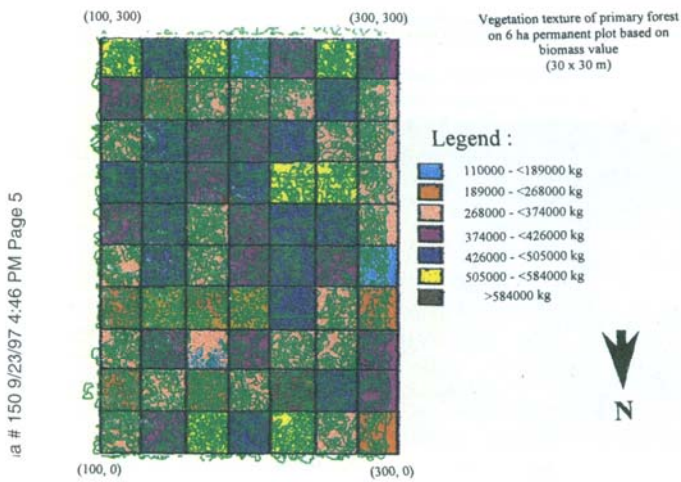 (100, 300)
(300, 300)
Vegetation texture of primary forest
on 6 ha permanent plot based on
biomass value
(30 x 30 m)
Legend :
110000 - <189000 kg
189000 - <268000 kg
268000 - <374000 kg
374000 - <426000 kg
426000 - <505000 kg
505000 - <584000 kg
>584000 kg
N
(100, 0)
(300, 0)
a # 150 9/23/97 4:46 PM Page 5